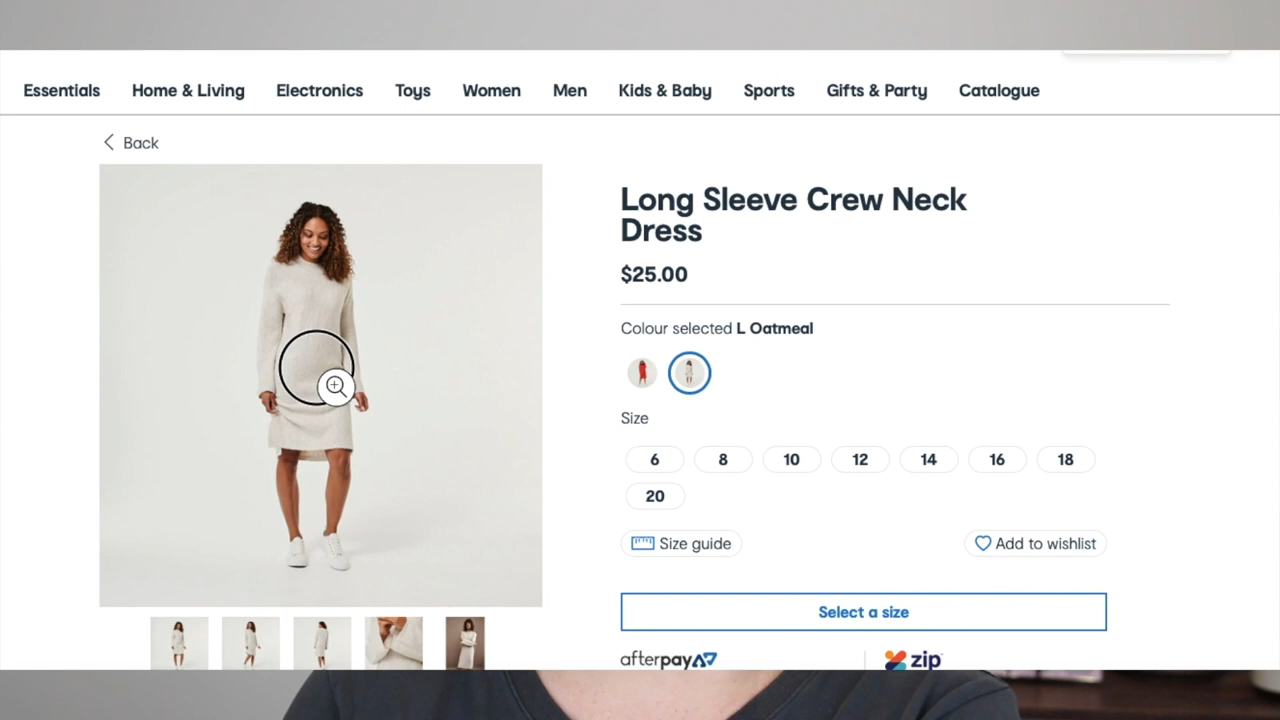 Essentials Home & Living Electronics Toys Women Men Kids & Baby Sports Gifts & Party Catalogue
Back
Long Sleeve Crew Neck
Dress
$25.00
Colour selected L Oatmeal
Size
6 8 10 12 14 16 18
20
Size guide Add to wishlist
Select a size
afterpay zip